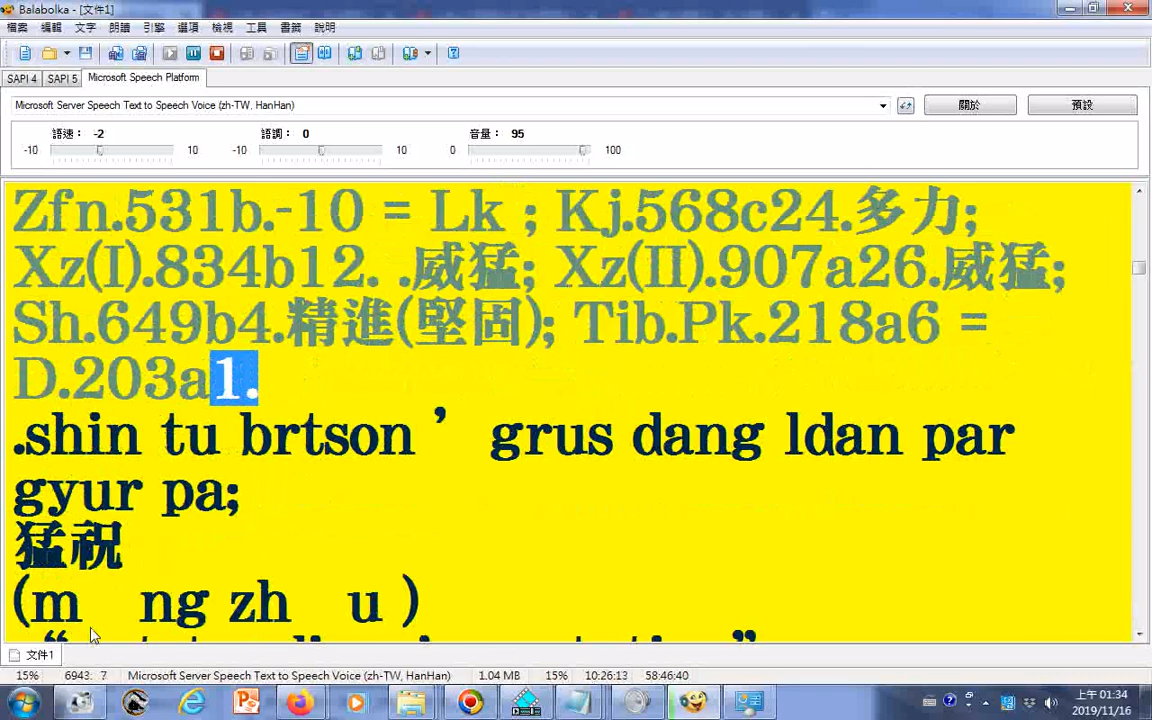 Balabolka - [文件1]
檔案 編輯 文字 朗讀 引擎 選項 檢視 工具 書籤 說明
SAPI 4 SAPI 5 Microsoft Speech Platform
Microsoft Server Speech Text to Speech Voice (zh-TW, HanHan) 關於 預設
語速： -2 語調： 0 音量： 95
-10 10 -10 10 0 100
Zfn.531b.-10 = Lk ; Kj.568c24.多力;
Xz(I).834b12. .威猛; Xz(II).907a26.威猛;
Sh.649b4.精進(堅固); Tib.Pk.218a6 =
D.203a1.
.shin tu brtson ’ grus dang ldan par
gyur pa;
猛祝
(m ng zh u )
文件1
15% 6943: 7 Microsoft Server Speech Text to Speech Voice (zh-TW, HanHan) 1.04 MB 15% 10:26:13 58:46:40
上午 01:34
2019/11/16